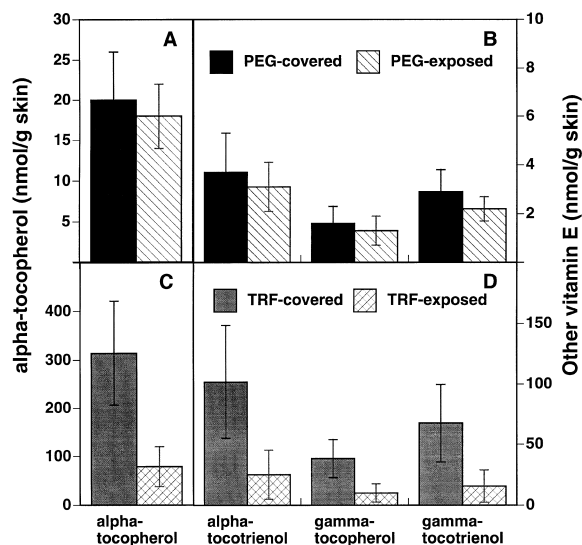 30
25
20
15
10
5
A
B
PEG-covered
PEG-exposed
10
8
6
4
2
alpha-tocopherol (nmol/g skin)
Other vitamin E (nmol/g skin)
400
300
200
100
0
C
D
TRF-covered
TRF-exposed
150
100
50
0
alpha-
tocopherol
alpha-
tocotrienol
gamma-
tocopherol
gamma-
tocotrienol